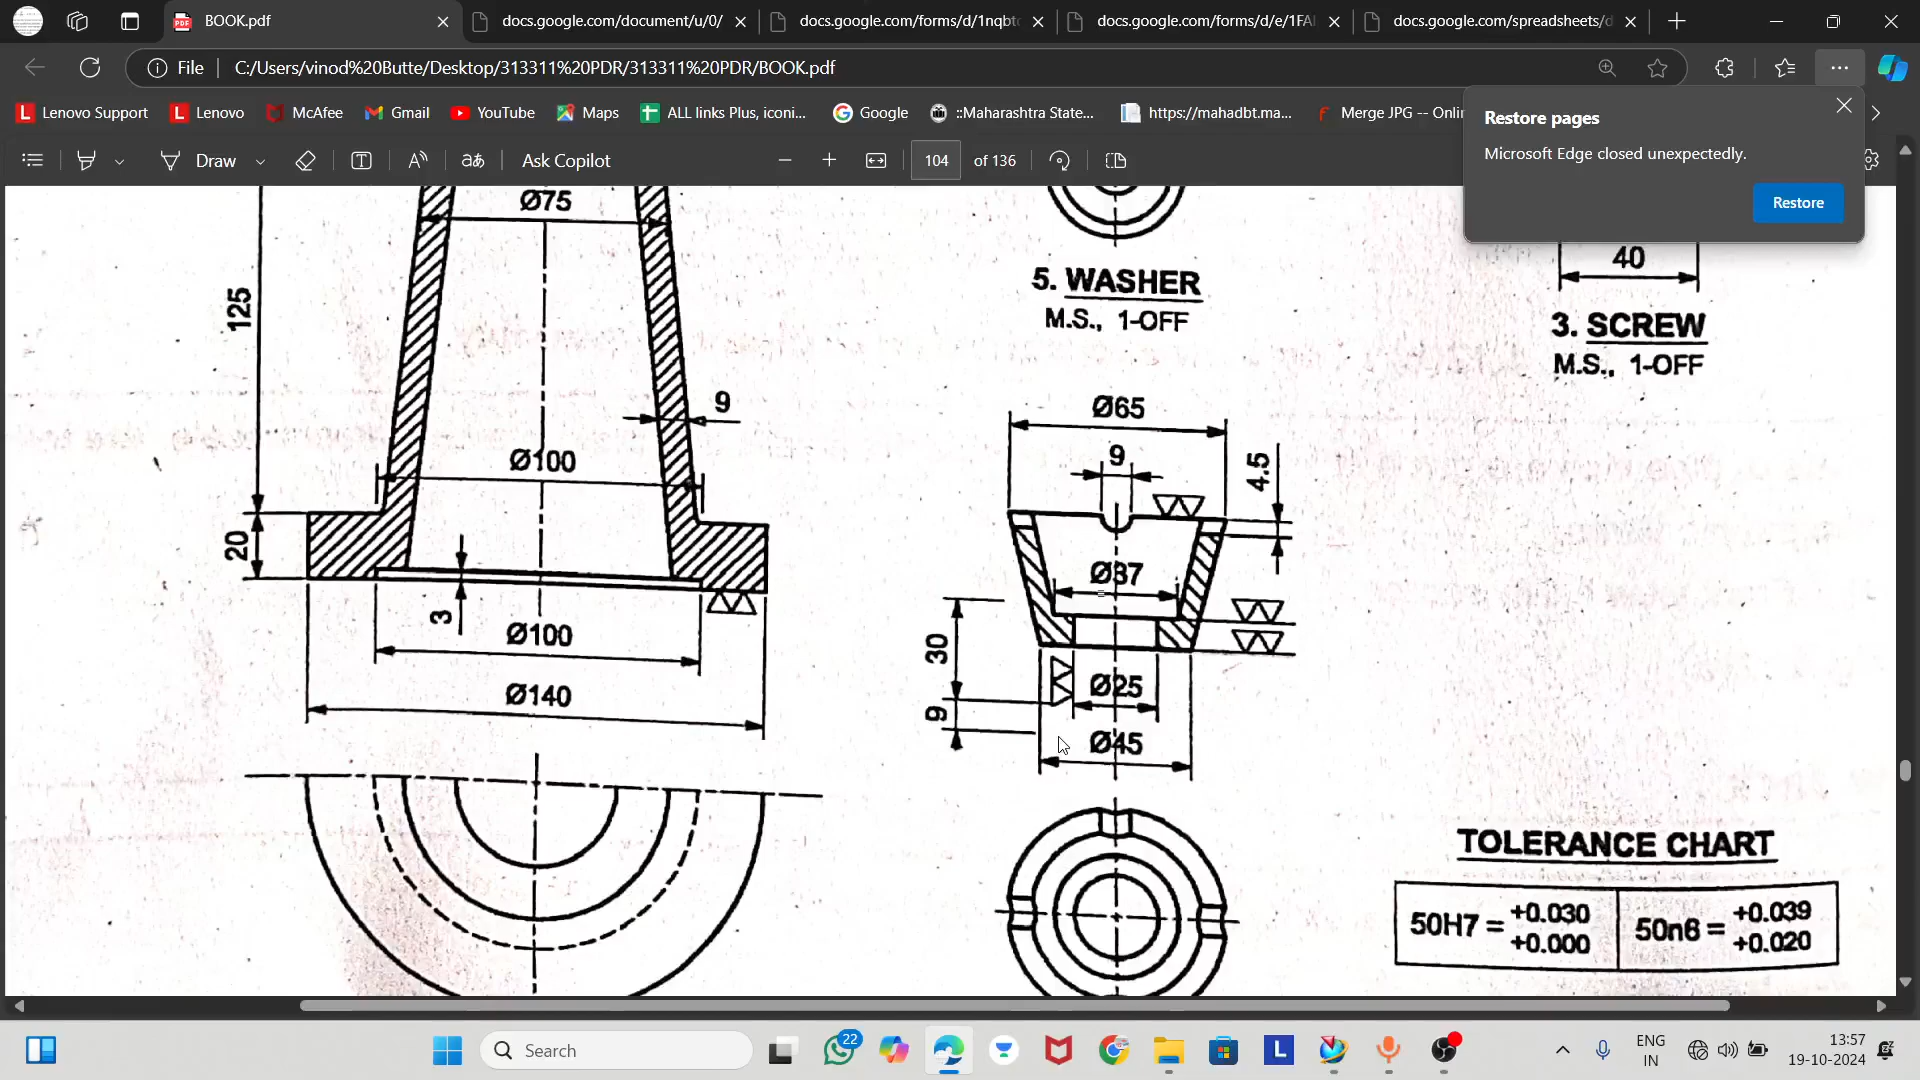 BOOK.pdf
docs.google.com/document/u/0/
docs.google.com/forms/d/1nqbt
docs.google.com/forms/d/e/1FAI
docs.google.com/spreadsheets/d
File
C:/Users/vinod%20Butte/Desktop/313311%20PDR/313311%20PDR/BOOK.pdf
Lenovo Support
Lenovo
McAfee
Gmail
YouTube
Maps
ALL links Plus, iconi...
Google
::Maharashtra State...
https://mahadbt.ma...
Merge JPG -- Onlin
Restore pages
Microsoft Edge closed unexpectedly.
Restore
Draw
Ask Copilot
104 of 136
Ø75
125
9
Ø100
20
3
Ø100
Ø140
5. WASHER
M.S., 1-OFF
40
3. SCREW
M.S., 1-OFF
Ø65
9
4.5
Ø37
30
Ø25
9
Ø45
TOLERANCE CHART
50H7 = +0.030 +0.000
50n6 = +0.039 +0.020
22
Search
ENG
IN
13:57
19-10-2024